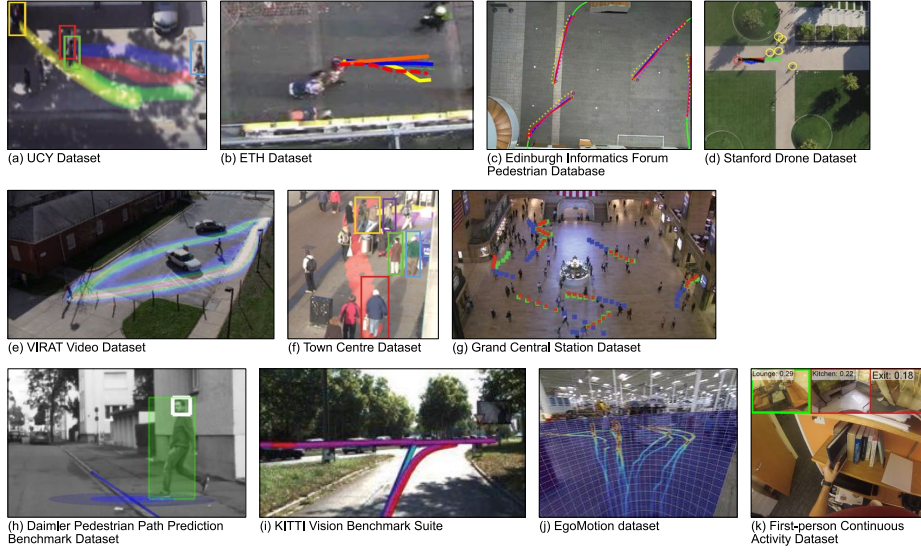 (a) UCY Dataset
(b) ETH Dataset
(c) Edinburgh Informatics Forum
Pedestrian Database
(d) Stanford Drone Dataset
(e) VIRAT Video Dataset
(f) Town Centre Dataset
(g) Grand Central Station Dataset
Lounge: 0.29
Kitchen: 0.22
Exit: 0.18
(h) Daimler Pedestrian Path Prediction
Benchmark Dataset
(i) KITTI Vision Benchmark Suite
(j) EgoMotion dataset
(k) First-person Continuous
Activity Dataset